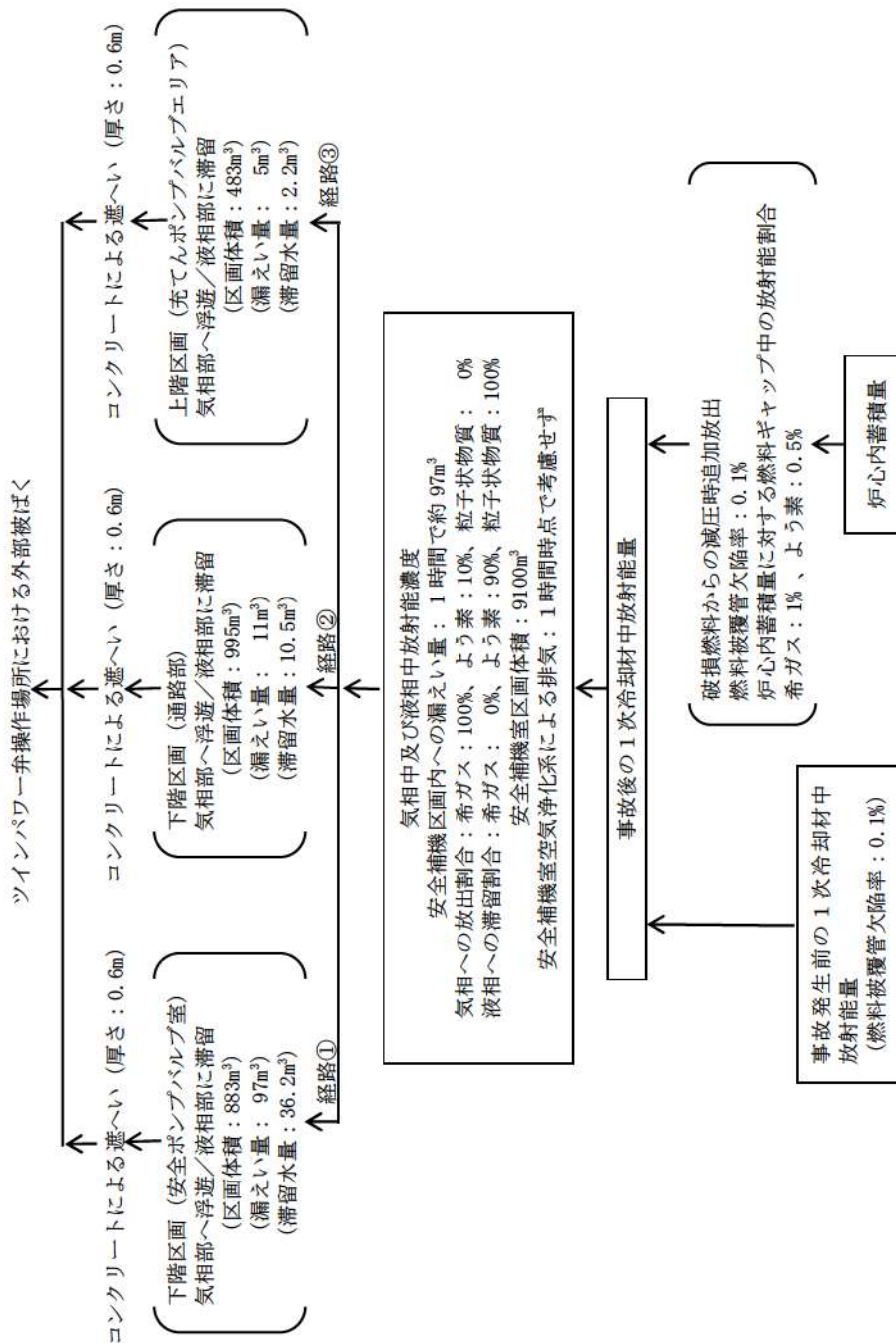 ツインパワー弁操作場所における外部被ばく
コンクリートによる遮へい (厚さ：0.6m)
コンクリートによる遮へい (厚さ：0.6m)
コンクリートによる遮へい (厚さ：0.6m)
下階区画 (安全ポンプバルブ室)
気相部へ浮遊／液相部に滞留
(区画体積：883m³)
(漏えい量： 97m³)
(滞留水量：36.2m³)
経路①
下階区画 (通路部)
気相部へ浮遊／液相部に滞留
(区画体積：995m³)
(漏えい量： 11m³)
(滞留水量：10.5m³)
経路②
上階区画 (充てんポンプバルブエリア)
気相部へ浮遊／液相部に滞留
(区画体積：483m³)
(漏えい量： 5m³)
(滞留水量：2.2m³)
経路③
気相中及び液相中放射能濃度
安全補機区画内への漏えい量：1時間で約 97m³
気相への放出割合：希ガス：100%、よう素：10%、粒子状物質： 0%
液相への滞留割合：希ガス： 0%、よう素：90%、粒子状物質：100%
安全補機室区画体積：9100m³
安全補機室空気浄化系による排気：1時間時点で考慮せず
事故後の1次冷却材中放射能量
事故発生前の1次冷却材中
放射能量
(燃料被覆管欠陥率：0.1%)
破損燃料からの減圧時追加放出
燃料被覆管欠陥率：0.1%
炉心内蓄積量に対する燃料ギャップ中の放射能割合
希ガス：1%、よう素：0.5%
炉心内蓄積量